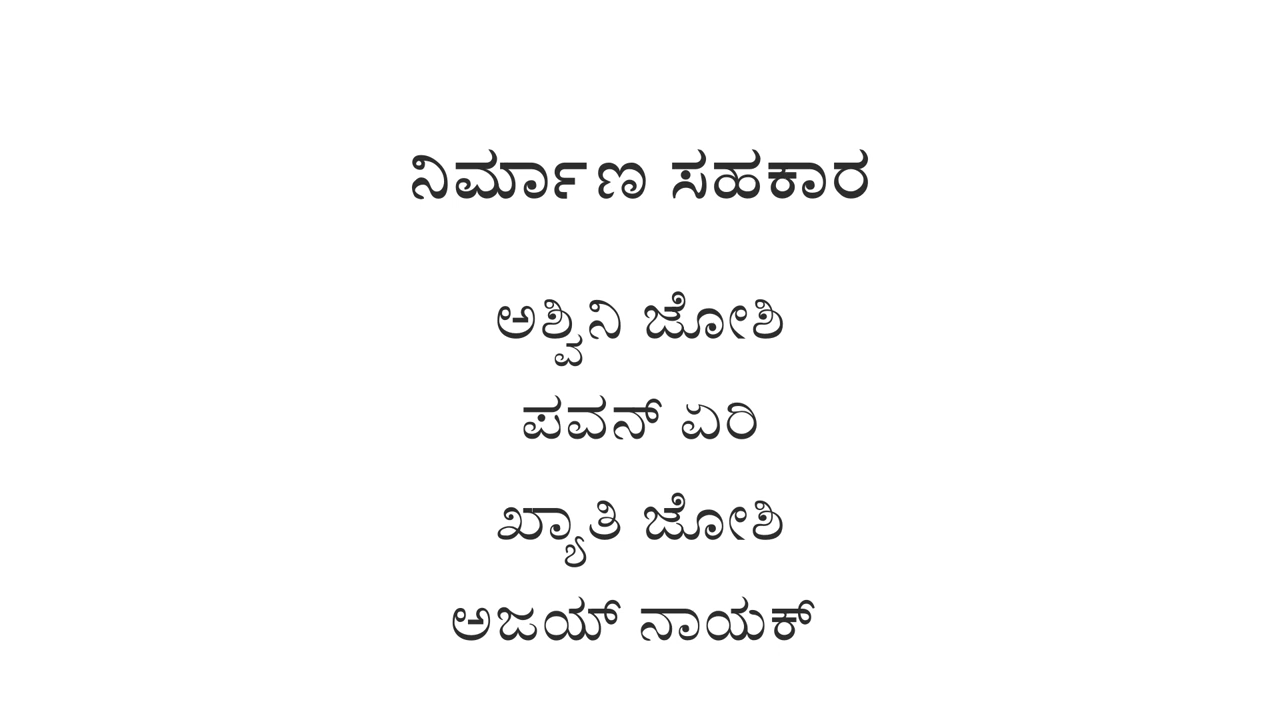 ನಿರ್ಮಾಣ ಸಹಕಾರ
ಅಶ್ವಿನಿ ಜೋಶಿ
ಪವನ್ ಏರಿ
ಖ್ಯಾತಿ ಜೋಶಿ
ಅಜಯ್ ನಾಯಕ್